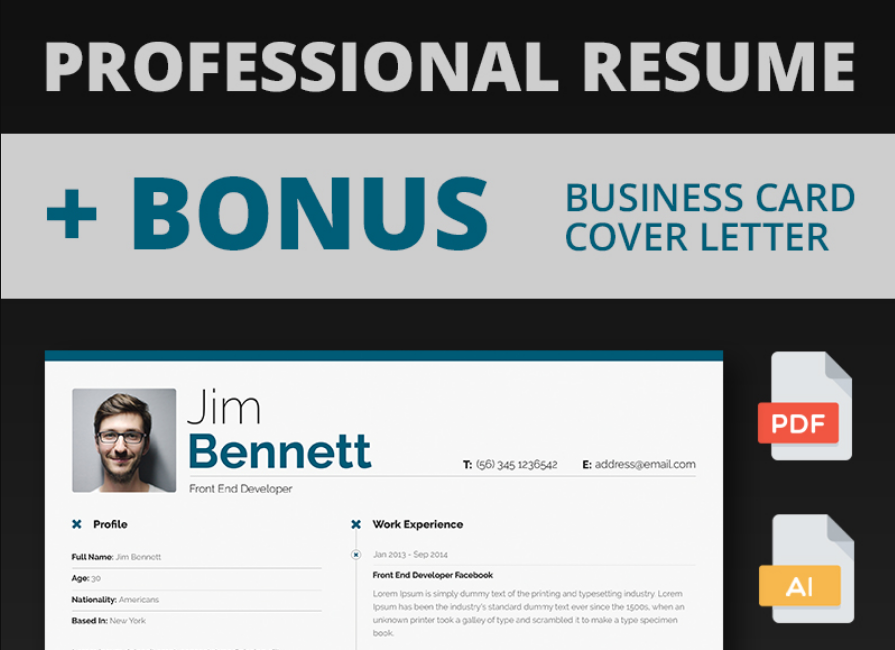 PROFESSIONAL RESUME
+ BONUS
BUSINESS CARD
COVER LETTER
Jim
Bennett
T: (56) 345 1236542 E: address@email.com
Front End Developer
Profile
Full Name: Jim Bennett
Age: 30
Nationality: Americans
Based In: New York
Work Experience
Jan 2013 - Sep 2014
Front End Developer Facebook
Lorem Ipsum is simply dummy text of the printing and typesetting industry. Lorem
Ipsum has been the industry's standard dummy text ever since the 1500s, when an
unknown printer took a galley of type and scrambled it to make a type specimen
book.
PDF
AI